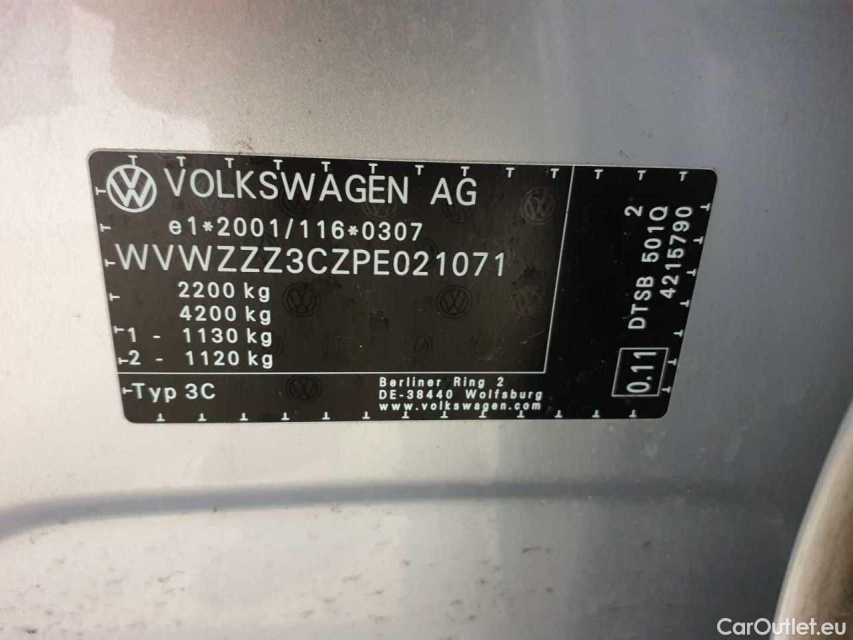 VOLKSWAGEN AG
e1*2001/116*0307
WVWZZZ3CZPE021071
2200 kg
4200 kg
1 - 1130 kg
2 - 1120 kg
Typ 3C
Berliner Ring 2
DE-38440 Wolfsburg
www.volkswagen.com
2
DTSB 501Q
4215790
0.11
CarOutlet.eu